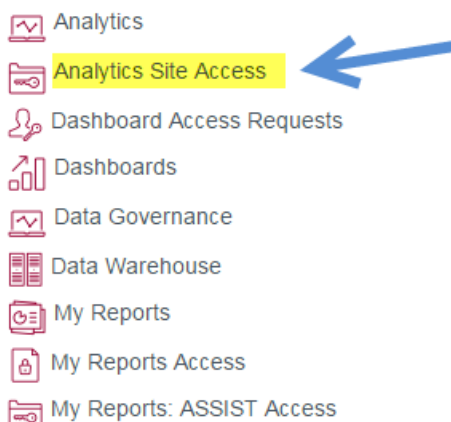 Analytics
Analytics Site Access
Dashboard Access Requests
Dashboards
Data Governance
Data Warehouse
My Reports
My Reports Access
My Reports: ASSIST Access